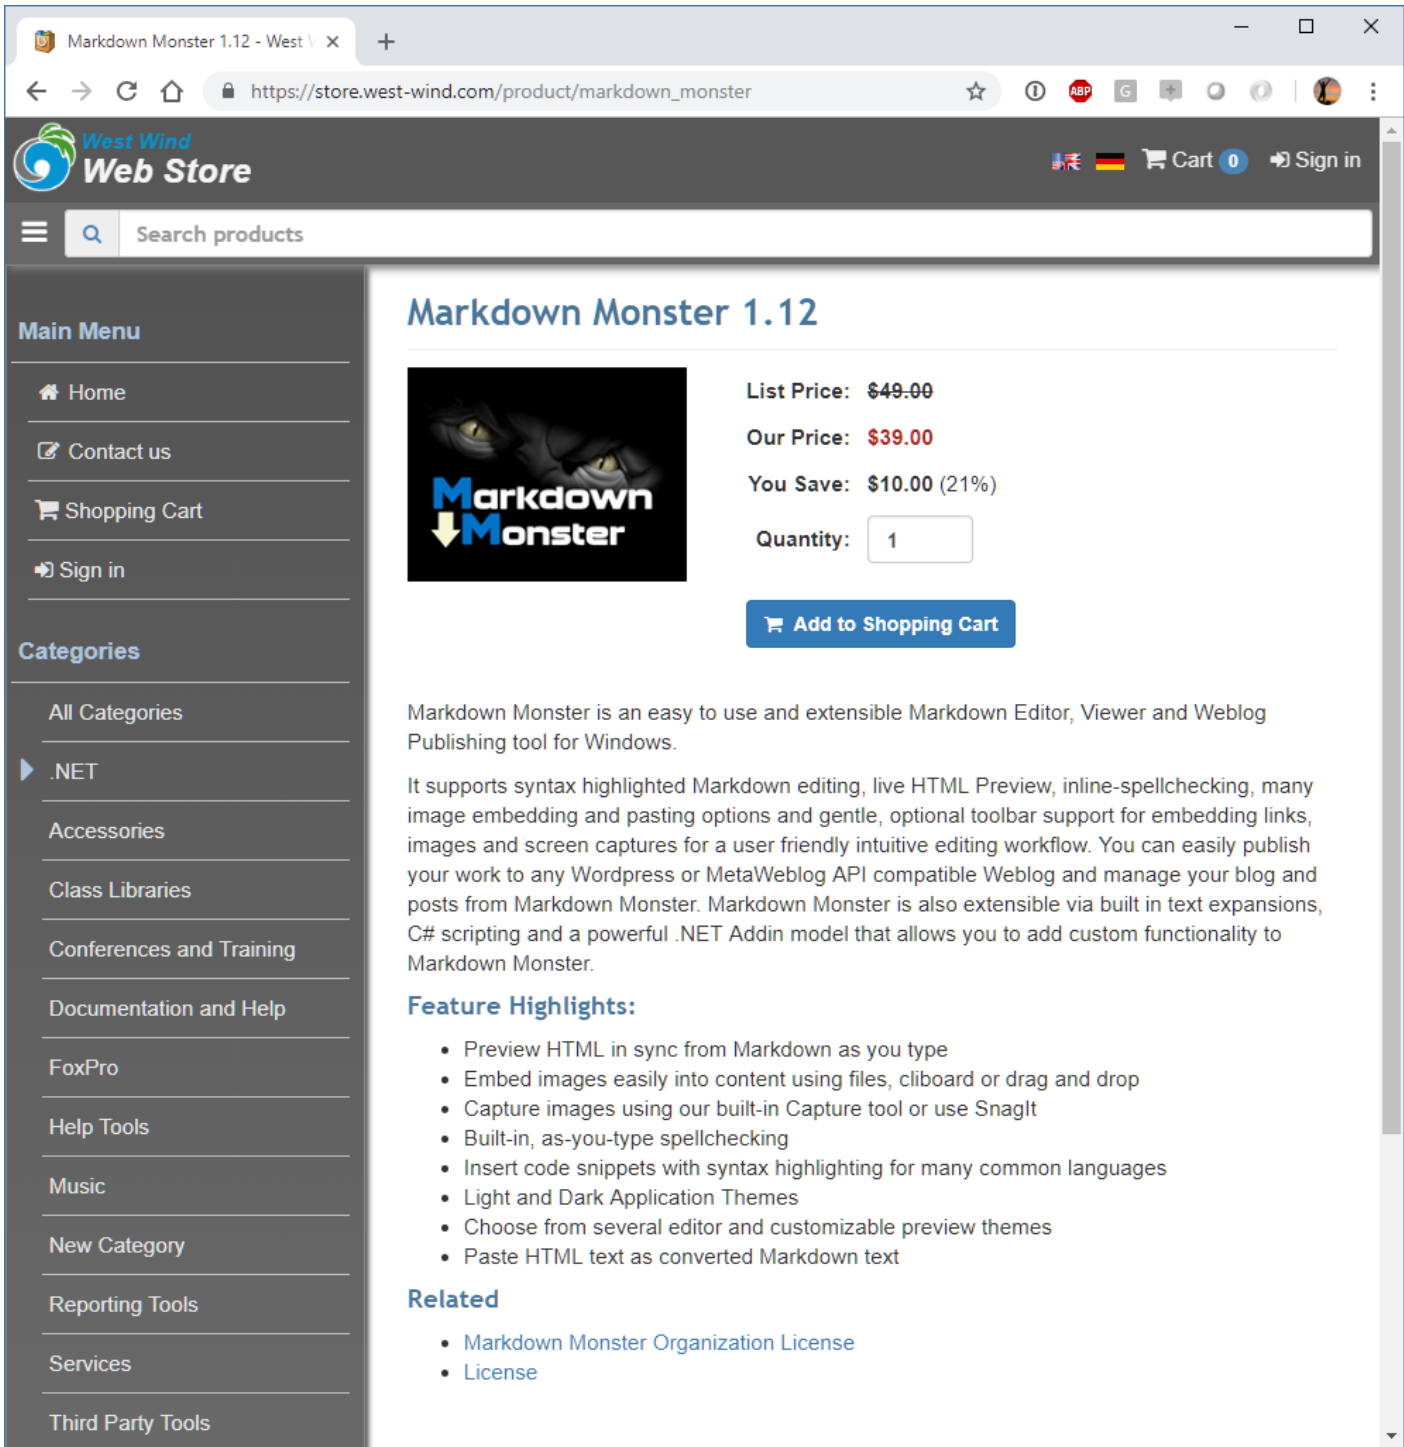 Markdown Monster 1.12 - West
https://store.west-wind.com/product/markdown_monster
ABP
G
West Wind
Web Store
Cart 0
Sign in
Search products
Main Menu
Home
Contact us
Shopping Cart
Sign in
Categories
All Categories
.NET
Accessories
Class Libraries
Conferences and Training
Documentation and Help
FoxPro
Help Tools
Music
New Category
Reporting Tools
Services
Third Party Tools
Markdown Monster 1.12
Markdown
Monster
List Price: $49.00
Our Price: $39.00
You Save: $10.00 (21%)
Quantity: 1
Add to Shopping Cart
Markdown Monster is an easy to use and extensible Markdown Editor, Viewer and Weblog
Publishing tool for Windows.
It supports syntax highlighted Markdown editing, live HTML Preview, inline-spellchecking, many
image embedding and pasting options and gentle, optional toolbar support for embedding links,
images and screen captures for a user friendly intuitive editing workflow. You can easily publish
your work to any Wordpress or MetaWeblog API compatible Weblog and manage your blog and
posts from Markdown Monster. Markdown Monster is also extensible via built in text expansions,
C# scripting and a powerful .NET Addin model that allows you to add custom functionality to
Markdown Monster.
Feature Highlights:
• Preview HTML in sync from Markdown as you type
• Embed images easily into content using files, cliboard or drag and drop
• Capture images using our built-in Capture tool or use SnagIt
• Built-in, as-you-type spellchecking
• Insert code snippets with syntax highlighting for many common languages
• Light and Dark Application Themes
• Choose from several editor and customizable preview themes
• Paste HTML text as converted Markdown text
Related
• Markdown Monster Organization License
• License